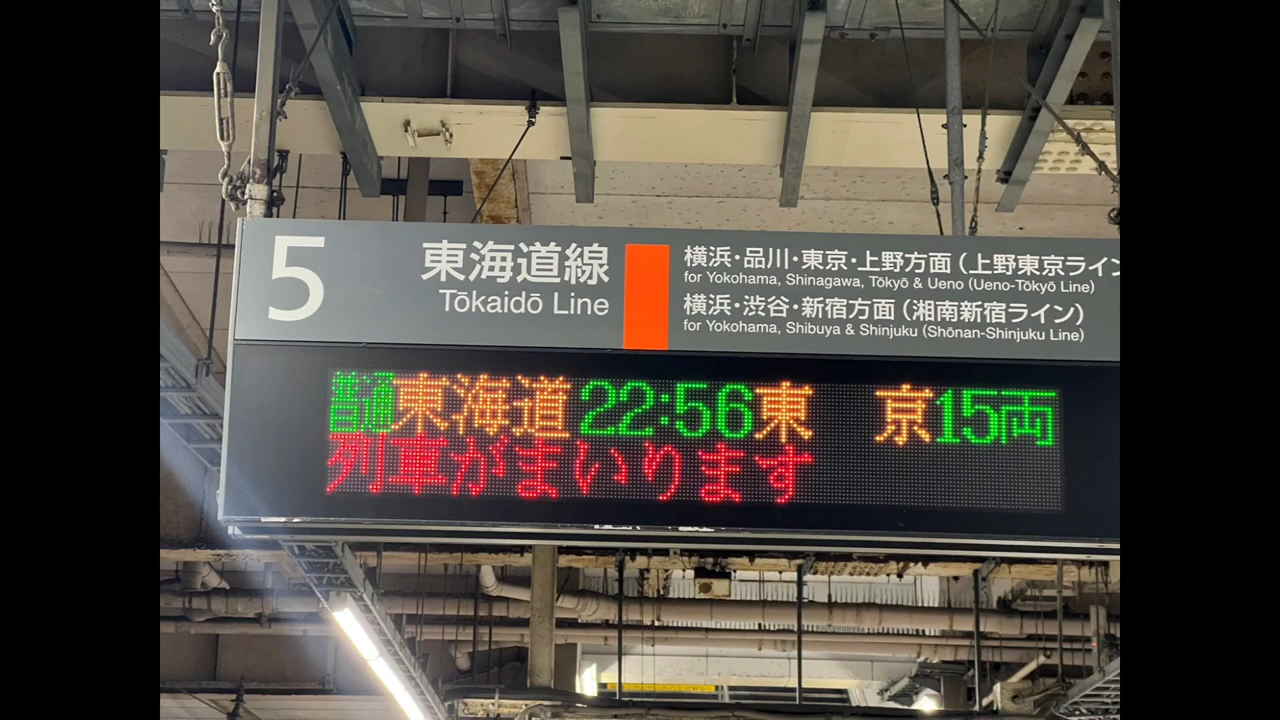 5 東海道線
Tōkaidō Line
横浜・品川・東京・上野方面（上野東京ライン
for Yokohama, Shinagawa, Tōkyō & Ueno (Ueno-Tōkyō Line)
横浜・渋谷・新宿方面（湘南新宿ライン）
for Yokohama, Shibuya & Shinjuku (Shōnan-Shinjuku Line)
普通 東海道 22:56 東　京 15両
列車がまいります